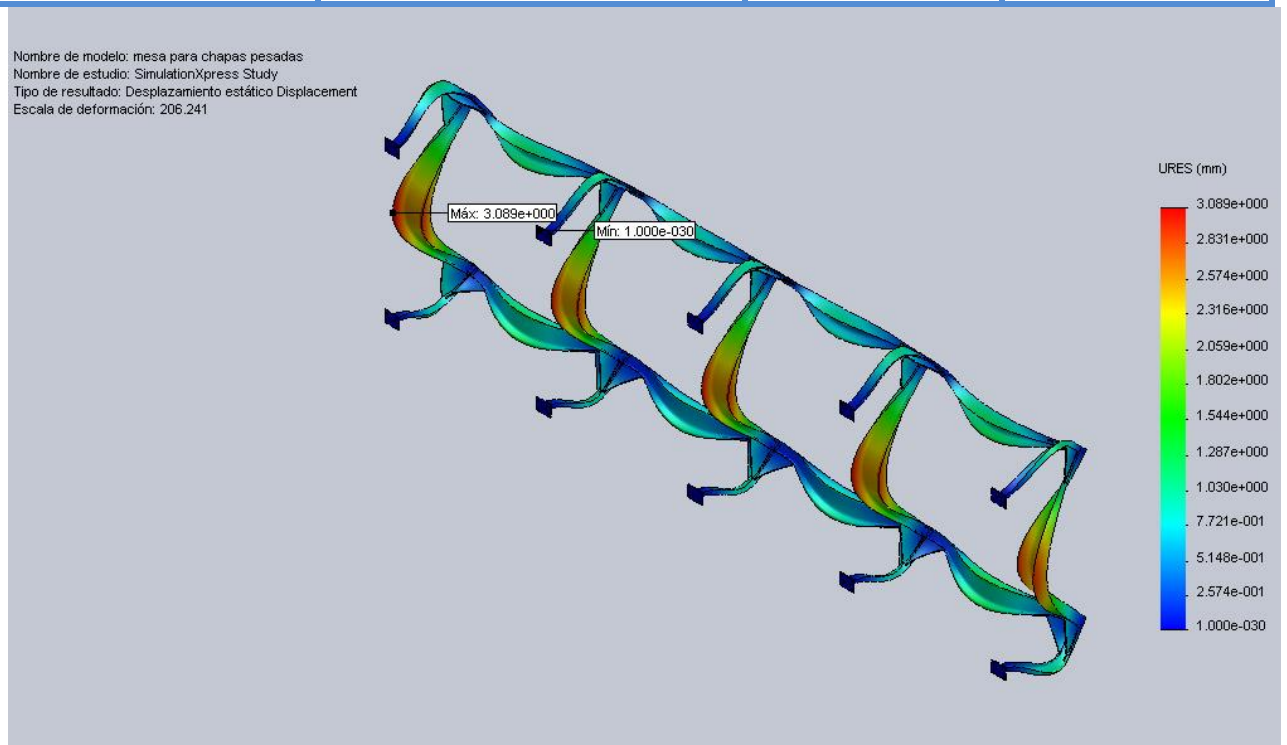 Nombre de modelo: mesa para chapas pesadas
Nombre de estudio: SimulationXpress Study
Tipo de resultado: Desplazamiento estático Displacement
Escala de deformación: 206.241
Máx: 3.089e+000
Mín: 1.000e-030
URES (mm)
3.089e+000
2.831e+000
2.574e+000
2.316e+000
2.059e+000
1.802e+000
1.544e+000
1.287e+000
1.030e+000
7.721e-001
5.148e-001
2.574e-001
1.000e-030